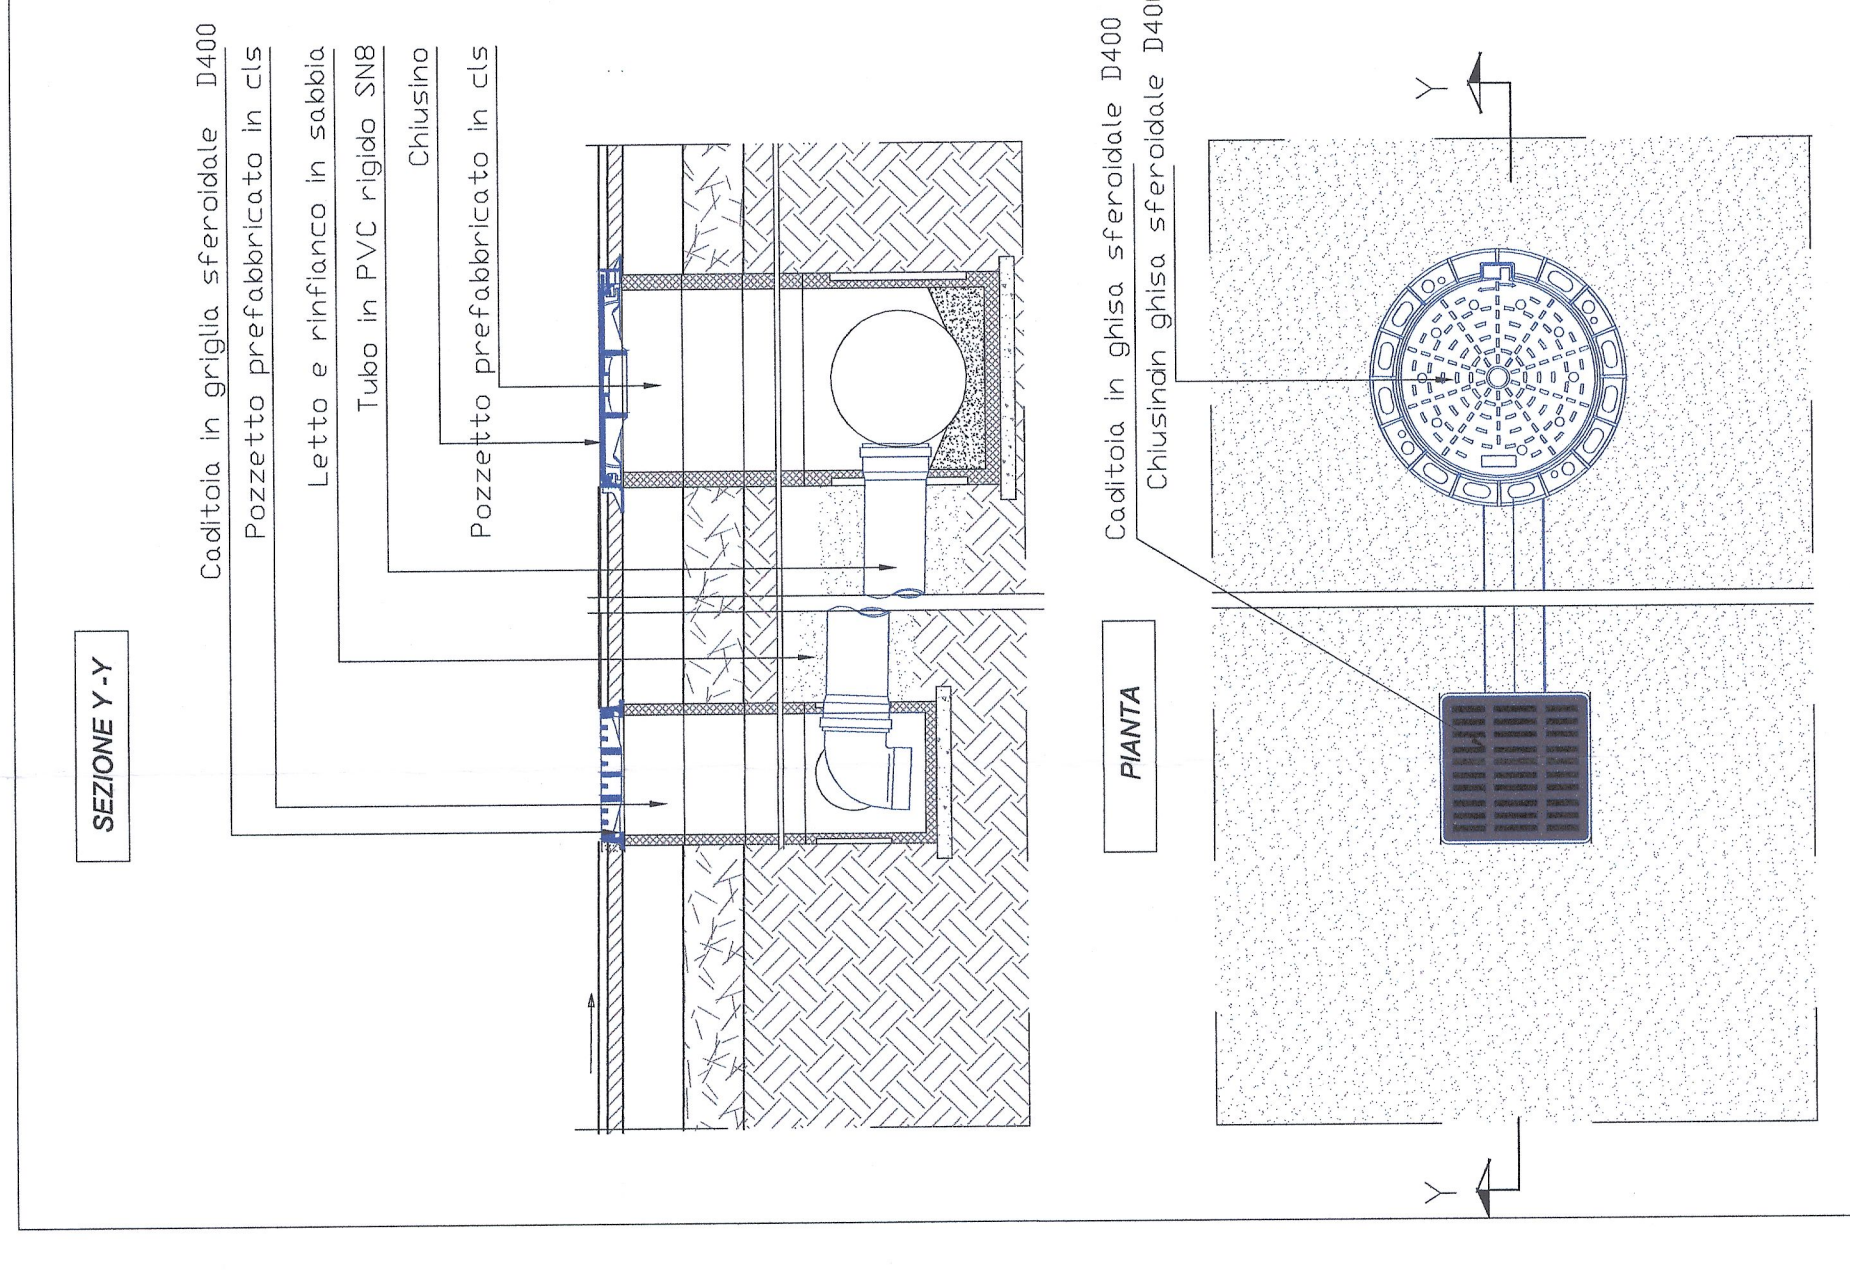 SEZIONE Y-Y
Caditoia in griglia sferoidale D400
Pozzetto prefabbricato in cls
Letto e rinfianco in sabbia
Tubo in PVC rigido SN8
Chiusino
Pozzetto prefabbricato in cls
PIANTA
Caditoia in ghisa sferoidale D400
Chiusinoin ghisa sferoidale D400
Y
Y